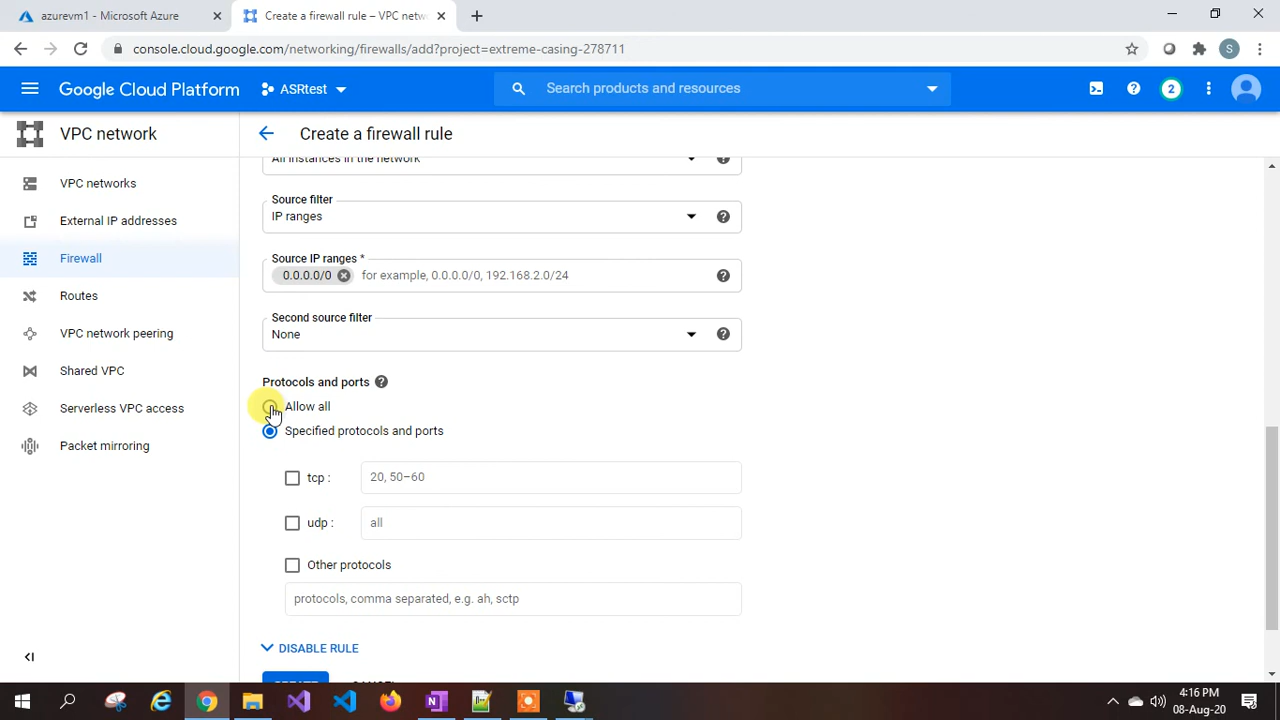 azurevm1 - Microsoft Azure
Create a firewall rule – VPC netw
console.cloud.google.com/networking/firewalls/add?project=extreme-casing-278711
S
Google Cloud Platform
ASRtest
Search products and resources
2
VPC network
Create a firewall rule
VPC networks
External IP addresses
Firewall
Routes
VPC network peering
Shared VPC
Serverless VPC access
Packet mirroring
All instances in the network
Source filter
IP ranges
Source IP ranges *
0.0.0.0/0 for example, 0.0.0.0/0, 192.168.2.0/24
Second source filter
None
Protocols and ports
Allow all
Specified protocols and ports
tcp : 20, 50–60
udp : all
Other protocols
protocols, comma separated, e.g. ah, sctp
DISABLE RULE
CREATE CANCEL
4:16 PM
08-Aug-20